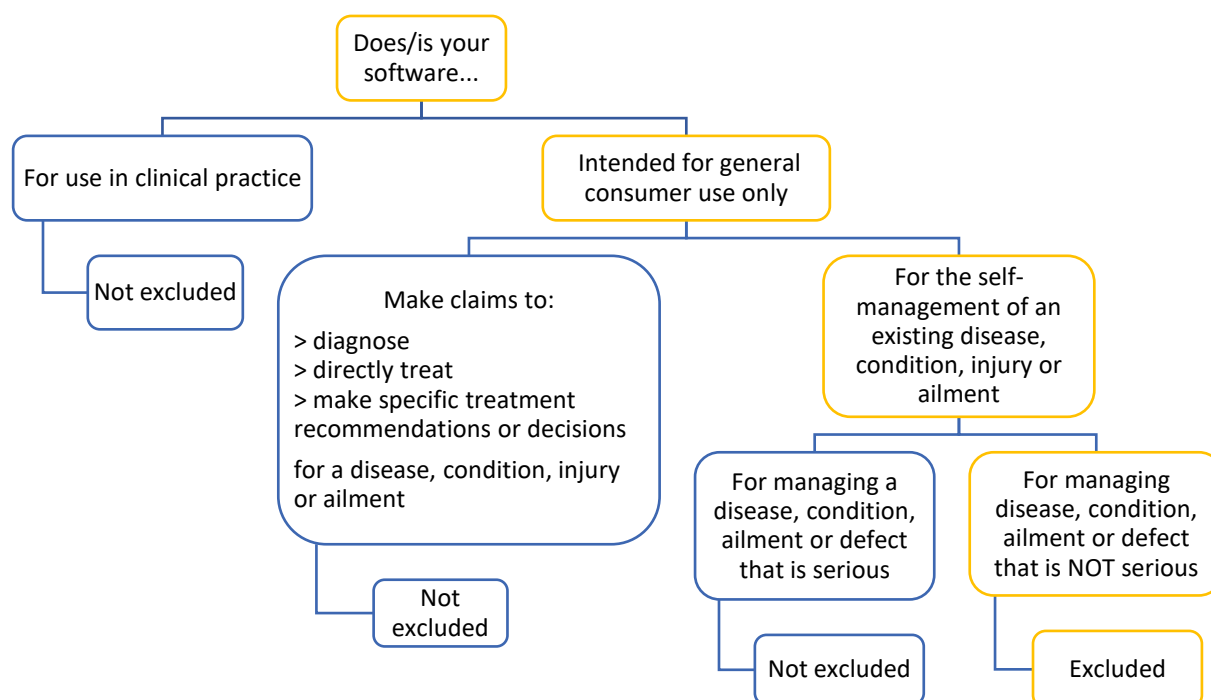 Does/is your
software...
For use in clinical practice
Intended for general
consumer use only
Not excluded
Make claims to:
> diagnose
> directly treat
> make specific treatment
recommendations or decisions
for a disease, condition, injury
or ailment
Not
excluded
For the self-
management of an
existing disease,
condition, injury or
ailment
For managing a
disease, condition,
ailment or defect
that is serious
Not excluded
For managing
disease, condition,
ailment or defect
that is NOT serious
Excluded